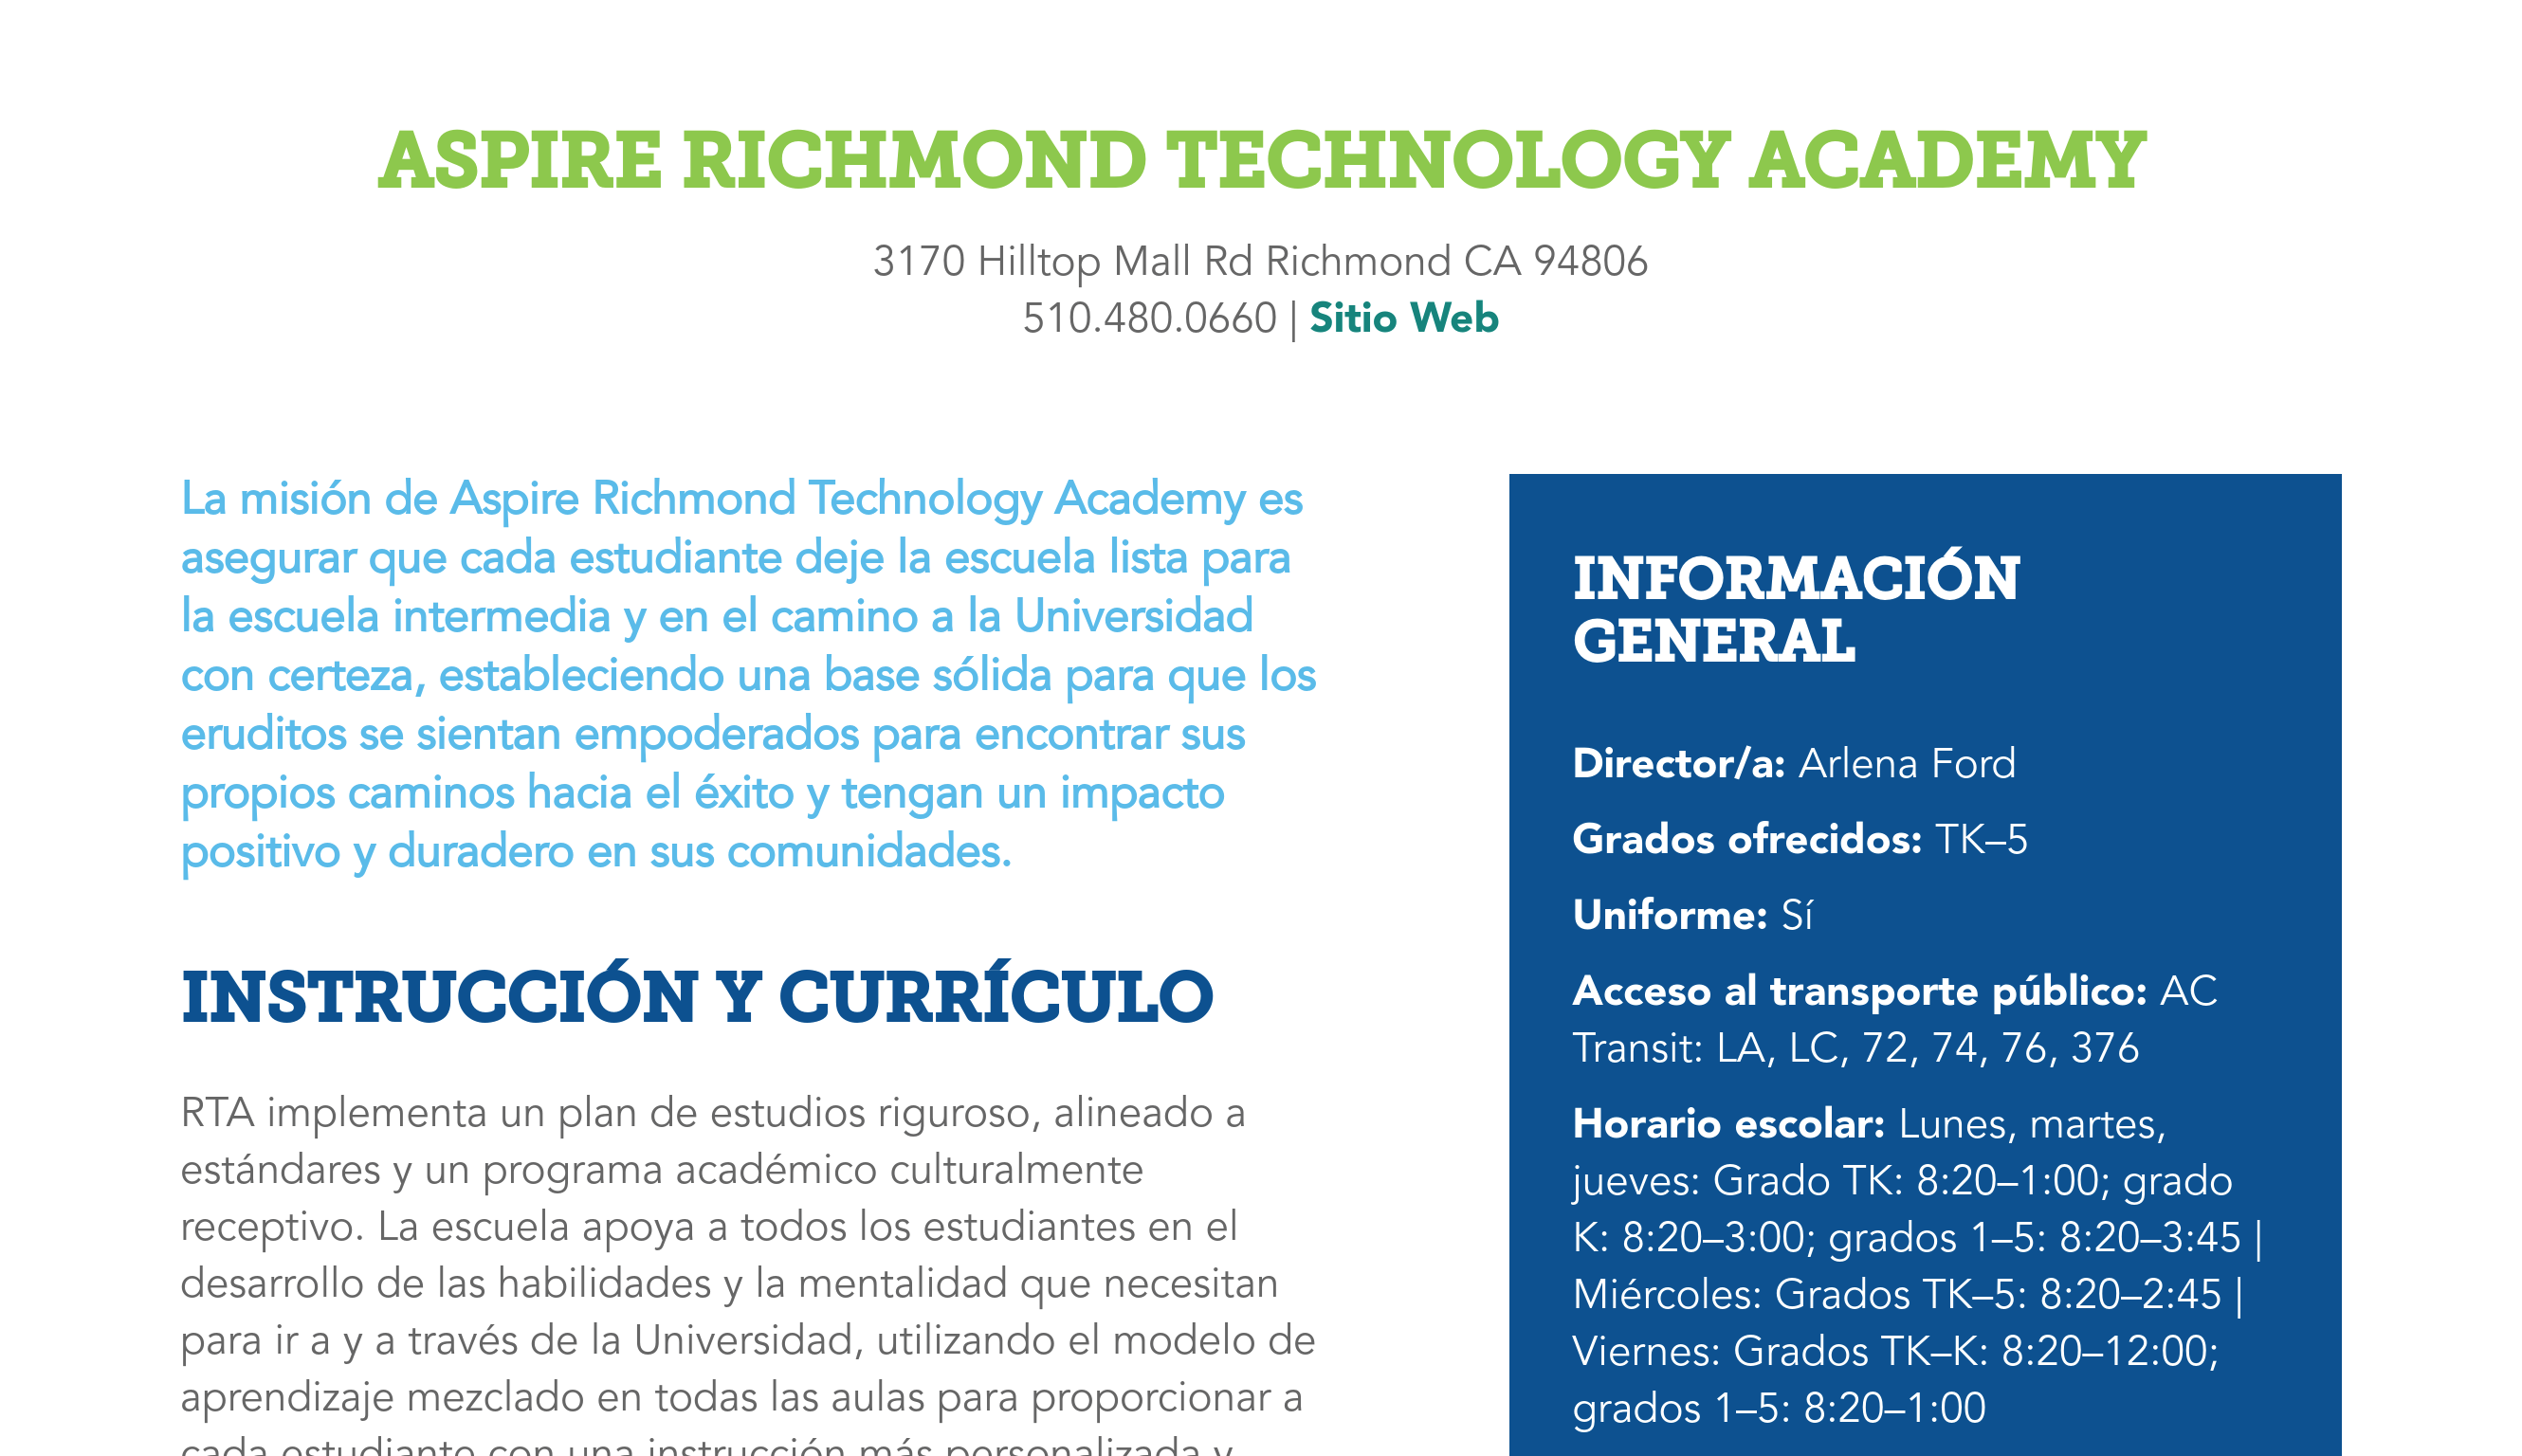 ASPIRE RICHMOND TECHNOLOGY ACADEMY
3170 Hilltop Mall Rd Richmond CA 94806
510.480.0660 | Sitio Web
La misión de Aspire Richmond Technology Academy es
asegurar que cada estudiante deje la escuela lista para
la escuela intermedia y en el camino a la Universidad
con certeza, estableciendo una base sólida para que los
eruditos se sientan empoderados para encontrar sus
propios caminos hacia el éxito y tengan un impacto
positivo y duradero en sus comunidades.
INSTRUCCIÓN Y CURRÍCULO
RTA implementa un plan de estudios riguroso, alineado a
estándares y un programa académico culturalmente
receptivo. La escuela apoya a todos los estudiantes en el
desarrollo de las habilidades y la mentalidad que necesitan
para ir a y a través de la Universidad, utilizando el modelo de
aprendizaje mezclado en todas las aulas para proporcionar a
cada estudiante con una instrucción más personalizada y
INFORMACIÓN
GENERAL
Director/a: Arlena Ford
Grados ofrecidos: TK–5
Uniforme: Sí
Acceso al transporte público: AC
Transit: LA, LC, 72, 74, 76, 376
Horario escolar: Lunes, martes,
jueves: Grado TK: 8:20–1:00; grado
K: 8:20–3:00; grados 1–5: 8:20–3:45 |
Miércoles: Grados TK–5: 8:20–2:45 |
Viernes: Grados TK–K: 8:20–12:00;
grados 1–5: 8:20–1:00